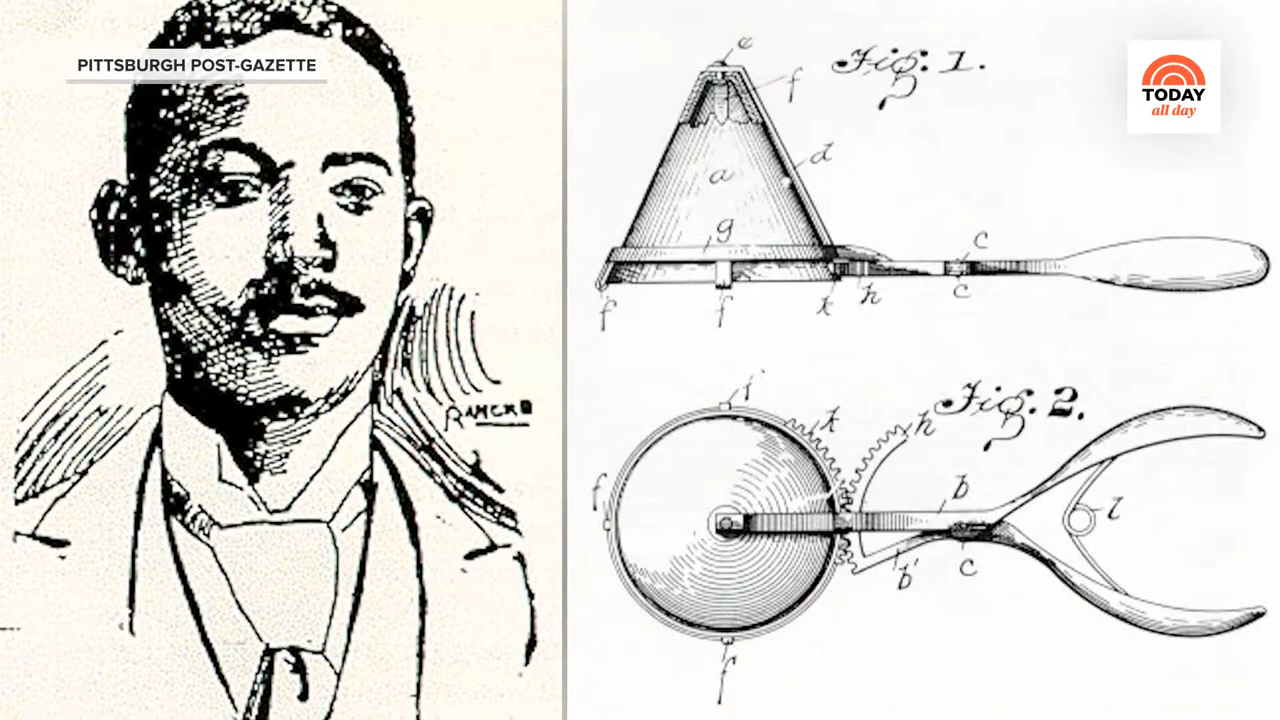 PITTSBURGH POST-GAZETTE
TODAY
all day
Fig. 1.
e
f
d
a
g
c
f
f
k
h
c
Fig. 2.
f
k
h
f
b
l
b'
c
f